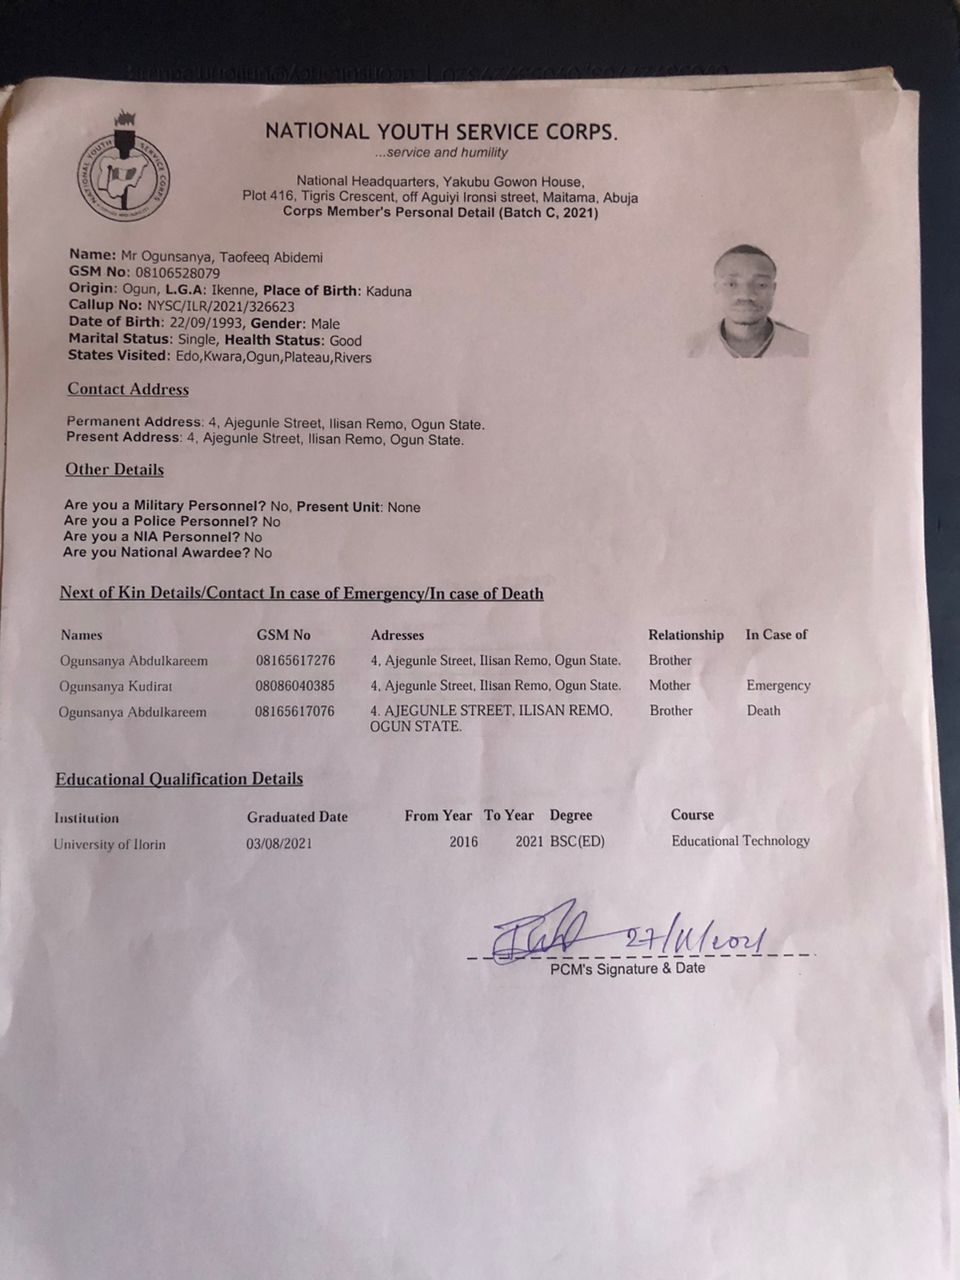 NATIONAL YOUTH SERVICE CORPS.
...service and humility
National Headquarters, Yakubu Gowon House,
Plot 416, Tigris Crescent, off Aguiyi Ironsi street, Maitama, Abuja
Corps Member's Personal Detail (Batch C, 2021)
NATIONAL YOUTH SERVICE CORPS
Name: Mr Ogunsanya, Taofeeq Abidemi
GSM No: 08106528079
Origin: Ogun, L.G.A: Ikenne, Place of Birth: Kaduna
Callup No: NYSC/ILR/2021/326623
Date of Birth: 22/09/1993, Gender: Male
Marital Status: Single, Health Status: Good
States Visited: Edo,Kwara,Ogun,Plateau,Rivers
Contact Address
Permanent Address: 4, Ajegunle Street, Ilisan Remo, Ogun State.
Present Address: 4, Ajegunle Street, Ilisan Remo, Ogun State.
Other Details
Are you a Military Personnel? No, Present Unit: None
Are you a Police Personnel? No
Are you a NIA Personnel? No
Are you National Awardee? No
Next of Kin Details/Contact In case of Emergency/In case of Death
Names GSM No Adresses Relationship In Case of
Ogunsanya Abdulkareem 08165617276 4, Ajegunle Street, Ilisan Remo, Ogun State. Brother
Ogunsanya Kudirat 08086040385 4, Ajegunle Street, Ilisan Remo, Ogun State. Mother Emergency
Ogunsanya Abdulkareem 08165617076 4. AJEGUNLE STREET, ILISAN REMO, Brother Death
OGUN STATE.
Educational Qualification Details
Institution Graduated Date From Year To Year Degree Course
University of Ilorin 03/08/2021 2016 2021 BSC(ED) Educational Technology
27/11/2021
PCM's Signature & Date